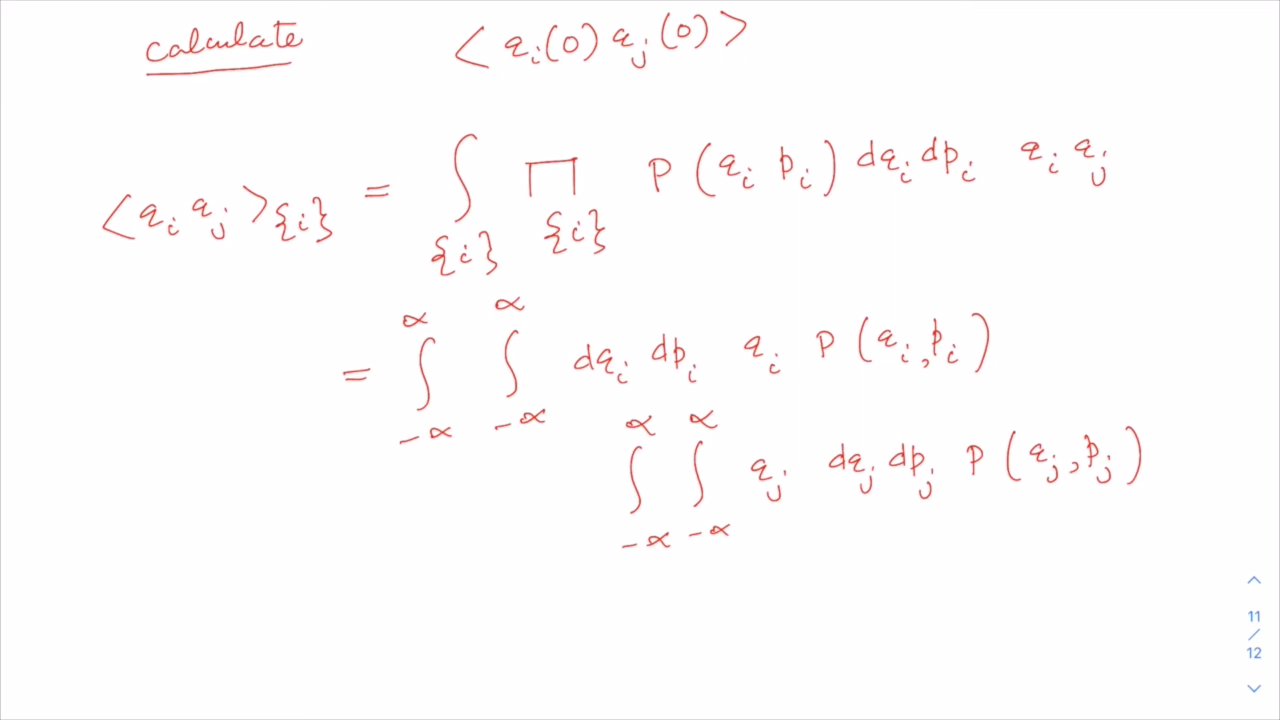 calculate < q_i(0) q_j(0) >
< q_i q_j >_{i} = ∫_{i} ∏_{i} P ( q_i p_i ) dq_i dp_i q_i q_j
= ∫_{-∝}^{∝} ∫_{-∝}^{∝} dq_i dp_i q_i P ( q_i , p_i )
∫_{-∝}^{∝} ∫_{-∝}^{∝} q_j dq_j dp_j P ( q_j , p_j )
11
/
12